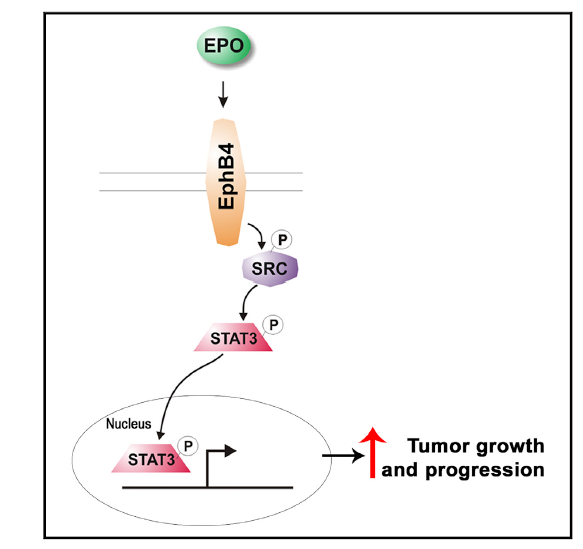 EPO
EphB4
P
SRC
P
STAT3
Nucleus
P
STAT3
Tumor growth
and progression